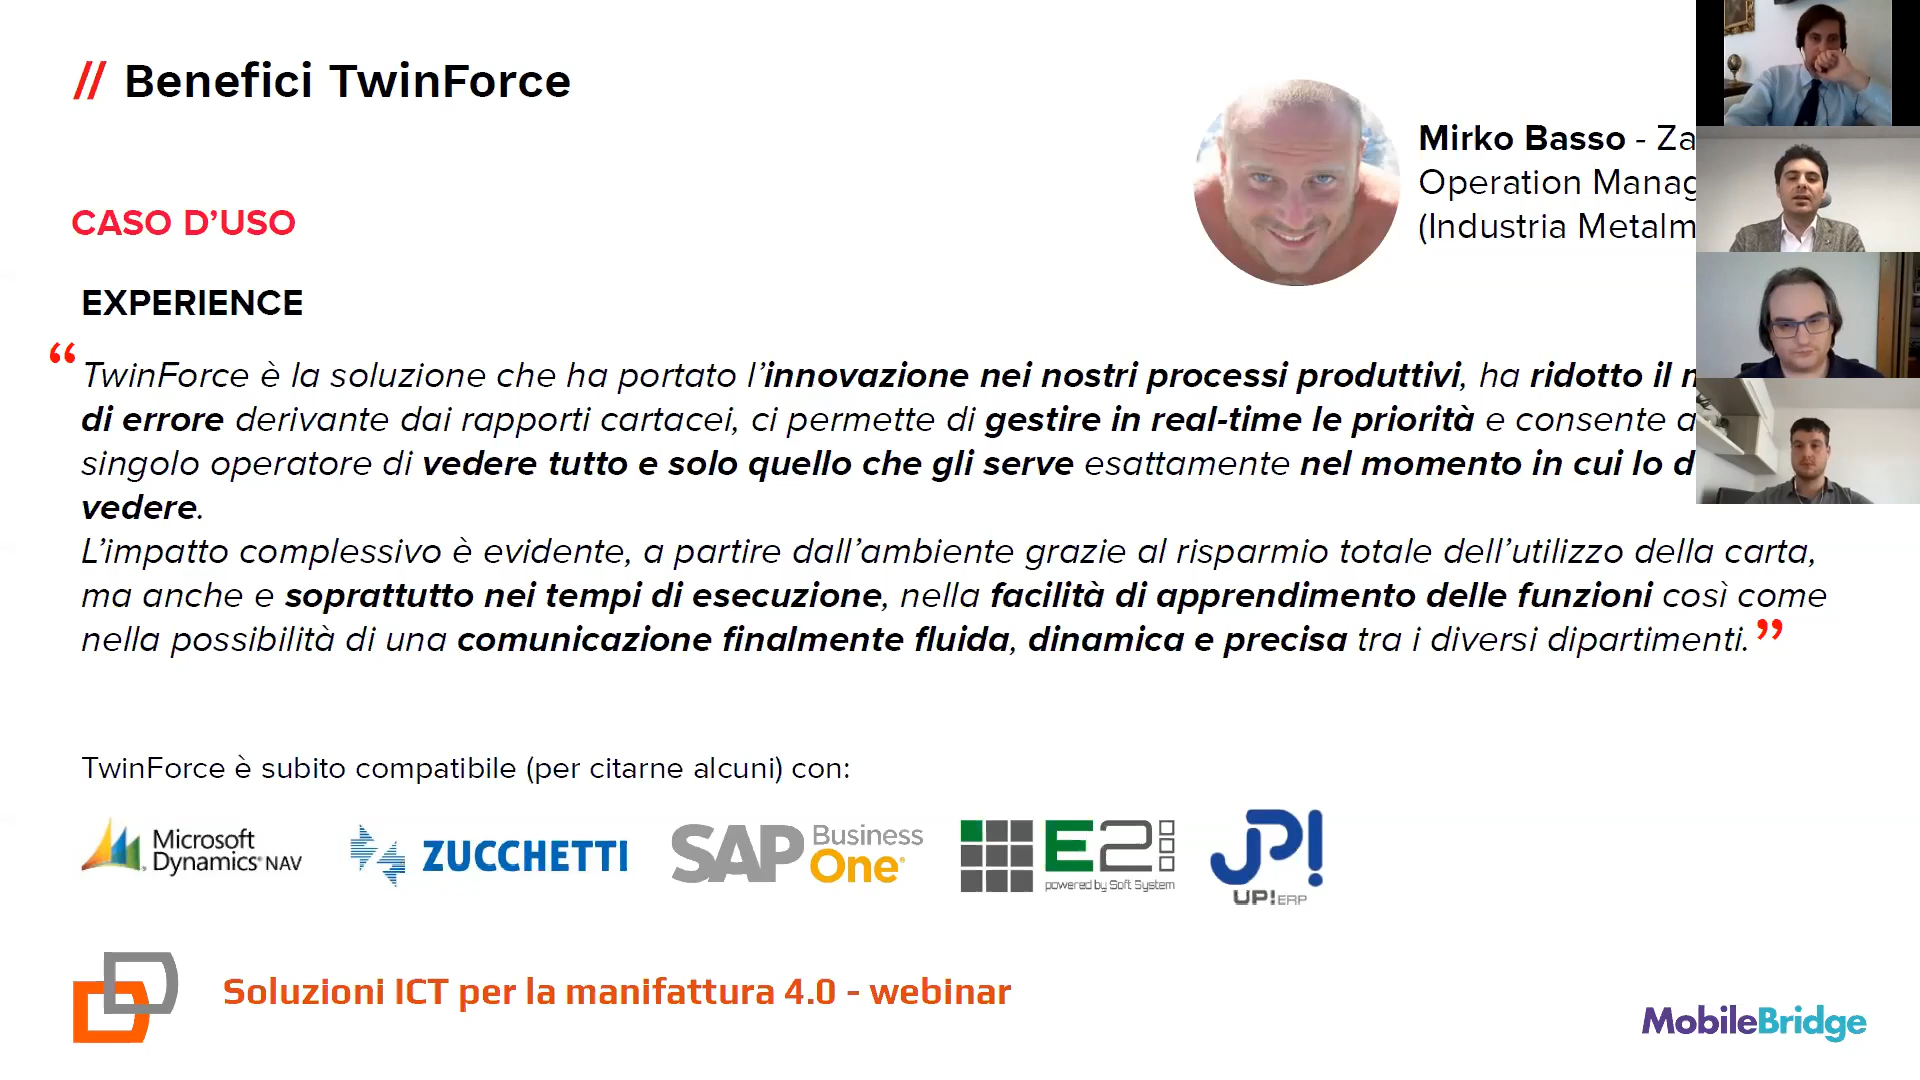 // Benefici TwinForce
Mirko Basso - Za
Operation Manag
(Industria Metalm
CASO D’USO
EXPERIENCE
“TwinForce è la soluzione che ha portato l’innovazione nei nostri processi produttivi, ha ridotto il
di errore derivante dai rapporti cartacei, ci permette di gestire in real-time le priorità e consente a
singolo operatore di vedere tutto e solo quello che gli serve esattamente nel momento in cui lo d
vedere.
L’impatto complessivo è evidente, a partire dall’ambiente grazie al risparmio totale dell’utilizzo della carta,
ma anche e soprattutto nei tempi di esecuzione, nella facilità di apprendimento delle funzioni così come
nella possibilità di una comunicazione finalmente fluida, dinamica e precisa tra i diversi dipartimenti.”
TwinForce è subito compatibile (per citarne alcuni) con:
Microsoft
Dynamics® NAV
ZUCCHETTI
SAP Business
One®
E2
powered by Soft System
UP! ERP
Soluzioni ICT per la manifattura 4.0 - webinar
MobileBridge